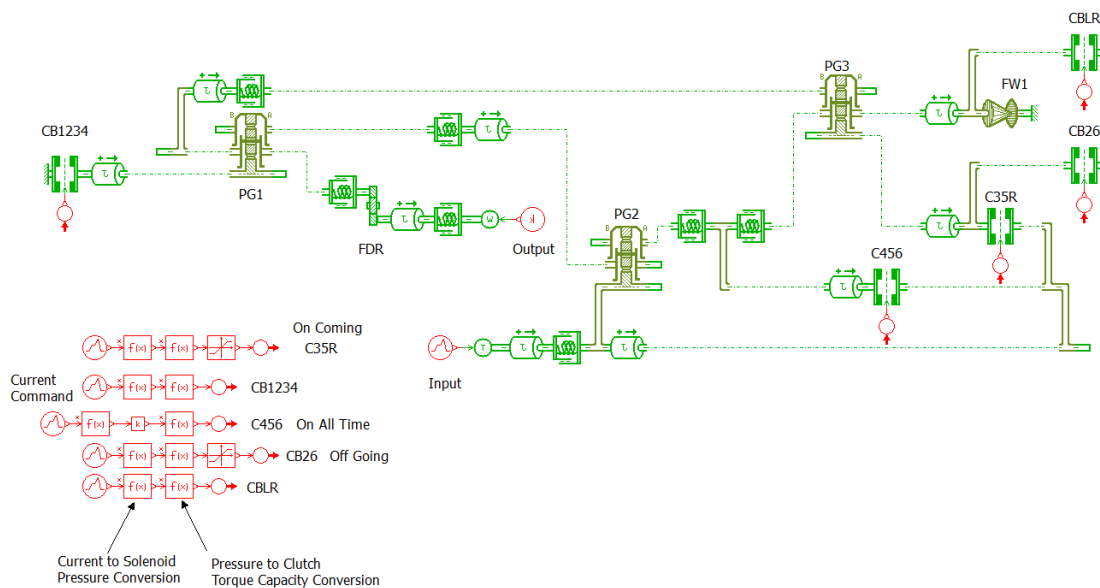 CBLR
PG3
FW1
B
A
CB1234
B
A
CB26
PG1
PG2
C35R
B
A
FDR
Output
C456
On Coming
C35R
Input
f(x)
f(x)
Current
Command
f(x)
f(x)
CB1234
f(x)
k
f(x)
C456 On All Time
f(x)
f(x)
CB26 Off Going
f(x)
f(x)
CBLR
Current to Solenoid
Pressure Conversion
Pressure to Clutch
Torque Capacity Conversion